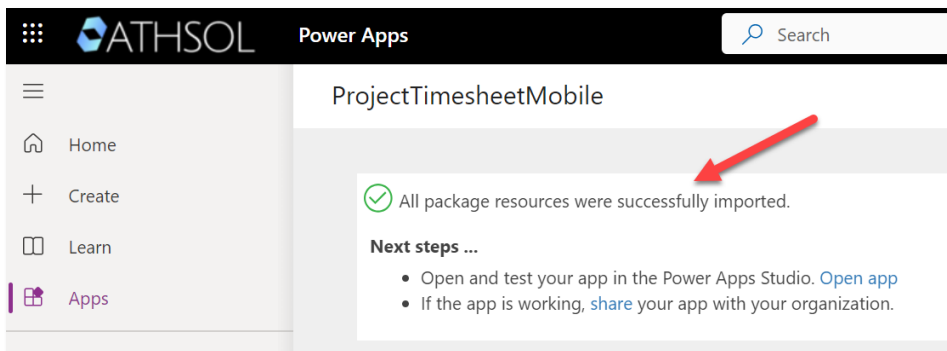 ATHSOL
Power Apps
Search
ProjectTimesheetMobile
Home
Create
Learn
Apps
All package resources were successfully imported.
Next steps ...
Open and test your app in the Power Apps Studio. Open app
If the app is working, share your app with your organization.